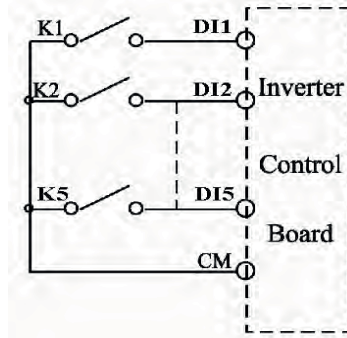 K1 DI1
K2 DI2 Inverter
Control
K5 DI5
Board
CM